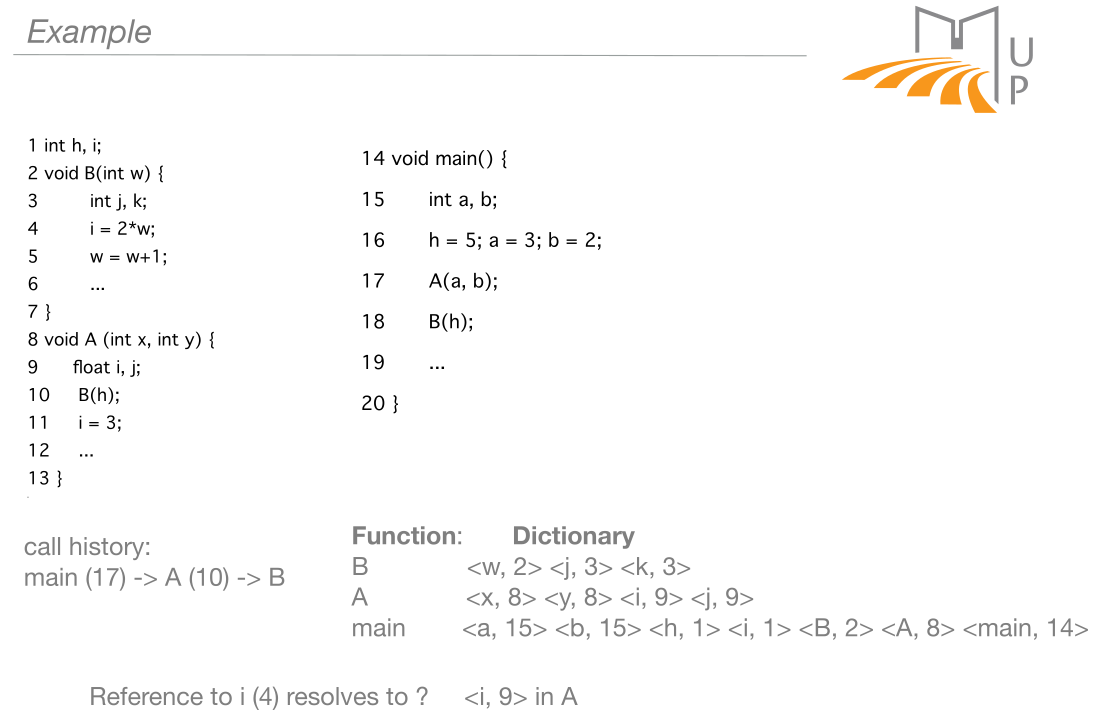 Example
U
P
1 int h, i;
2 void B(int w) {
3 int j, k;
4 i = 2*w;
5 w = w+1;
6 ...
7 }
8 void A (int x, int y) {
9 float i, j;
10 B(h);
11 i = 3;
12 ...
13 }
14 void main() {
15 int a, b;
16 h = 5; a = 3; b = 2;
17 A(a, b);
18 B(h);
19 ...
20 }
call history:
main (17) -> A (10) -> B
Function: Dictionary
B <w, 2> <j, 3> <k, 3>
A <x, 8> <y, 8> <i, 9> <j, 9>
main <a, 15> <b, 15> <h, 1> <i, 1> <B, 2> <A, 8> <main, 14>
Reference to i (4) resolves to ? <i, 9> in A